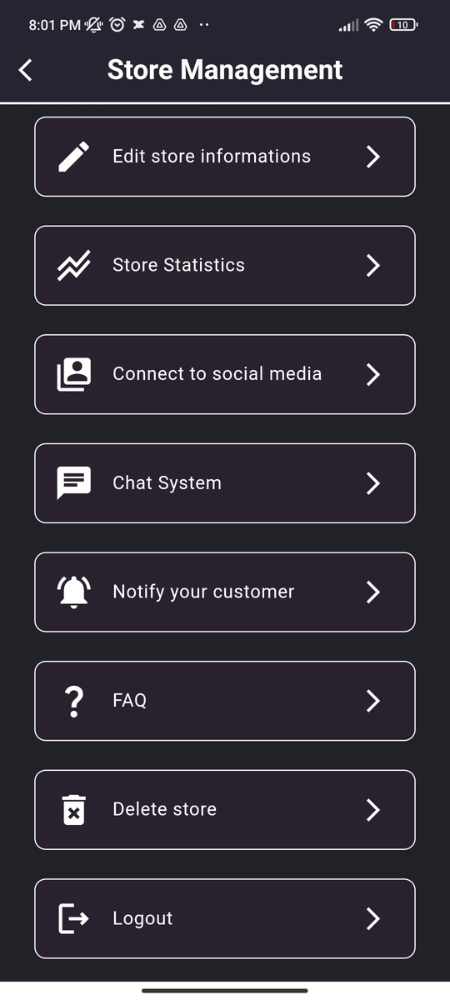 8:01 PM
10
Store Management
Edit store informations
Store Statistics
Connect to social media
Chat System
Notify your customer
FAQ
Delete store
Logout